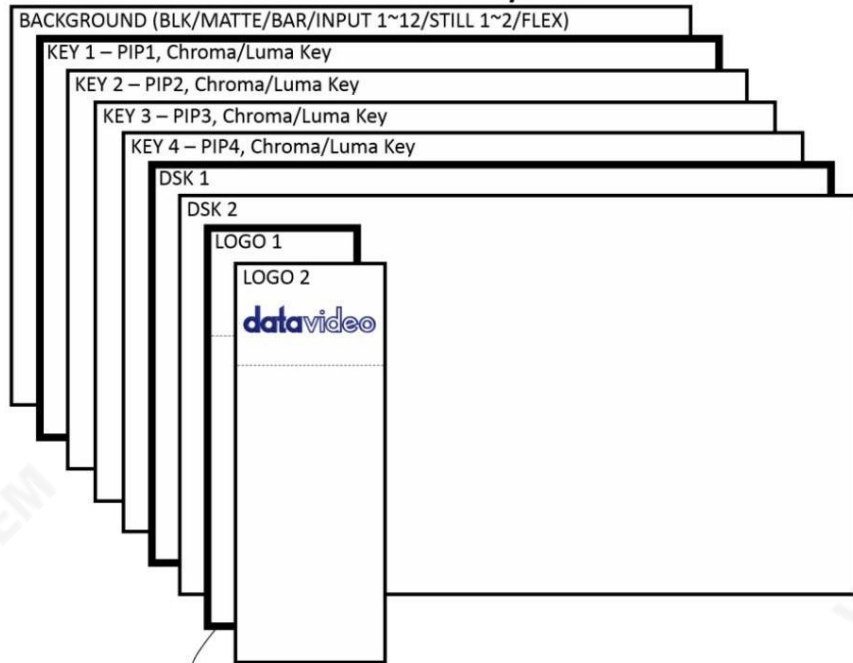 BACKGROUND (BLK/MATTE/BAR/INPUT 1~12/STILL 1~2/FLEX)
KEY 1 – PIP1, Chroma/Luma Key
KEY 2 – PIP2, Chroma/Luma Key
KEY 3 – PIP3, Chroma/Luma Key
KEY 4 – PIP4, Chroma/Luma Key
DSK 1
DSK 2
LOGO 1
LOGO 2
datavideo